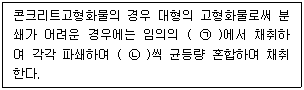 콘크리트고형화물의 경우 대형의 고형화물로써 분
쇄가 어려운 경우에는 임의의 ( ㉠ )에서 채취하
여 각각 파쇄하여 ( ㉡ )씩 균등량 혼합하여 채취
한다.